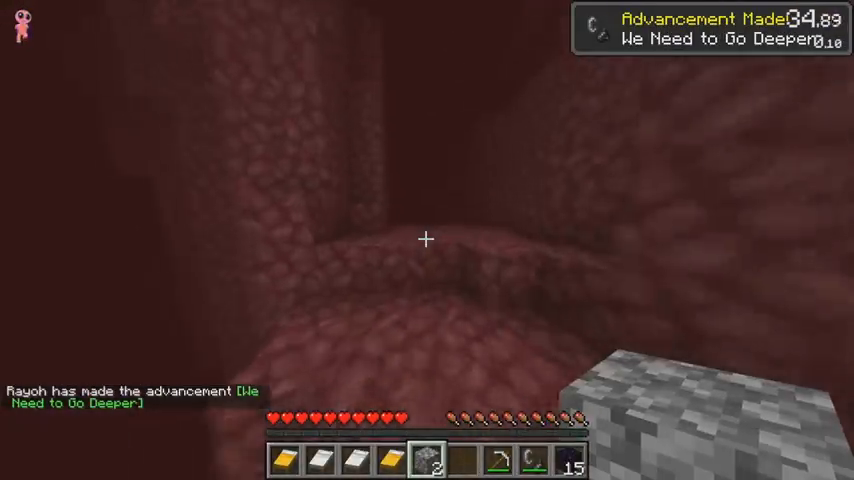 Advancement Made
34.89
We Need to Go Deeper
0.10
Rayoh has made the advancement [We
Need to Go Deeper]
2
15